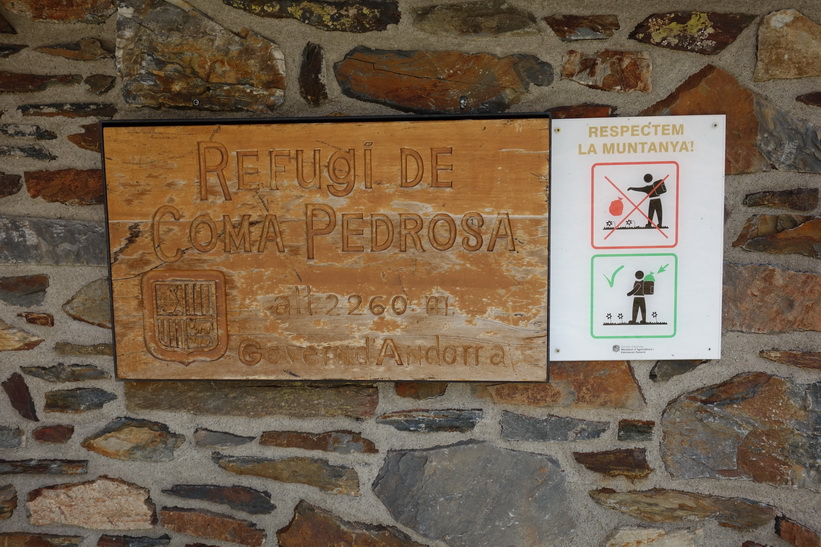 REFUGI DE
COMA PEDROSA
alt. 2260 m.
Govern d'Andorra
RESPECTEM
LA MUNTANYA!